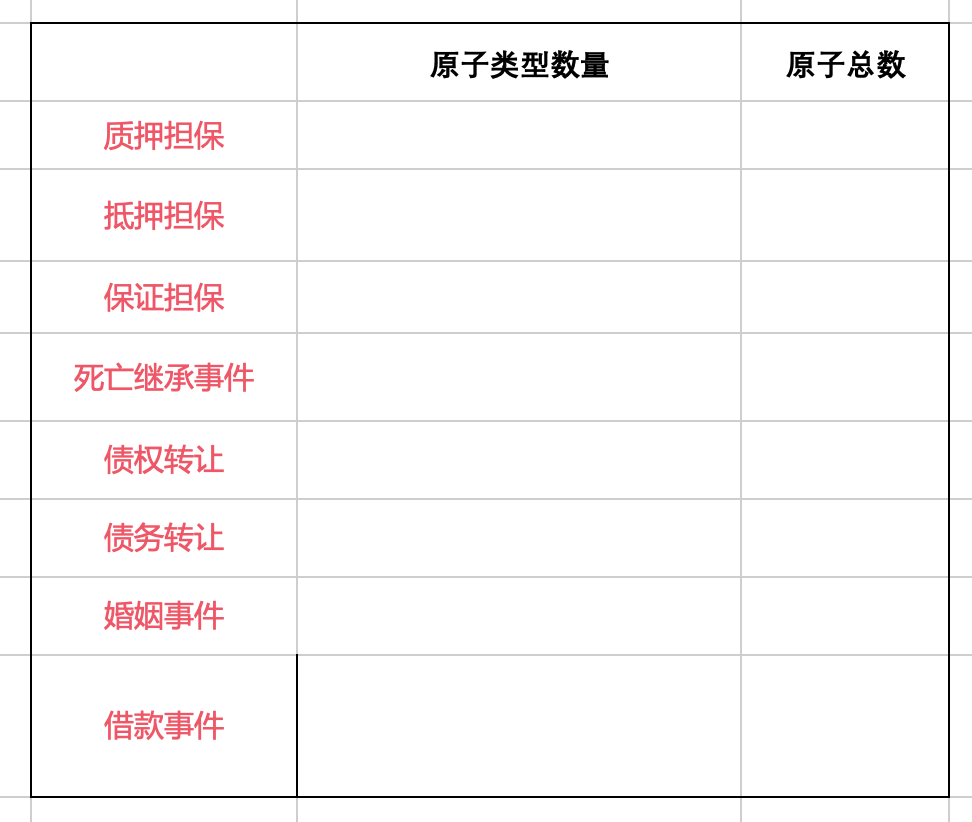 原子类型数量 原子总数
质押担保
抵押担保
保证担保
死亡继承事件
债权转让
债务转让
婚姻事件
借款事件